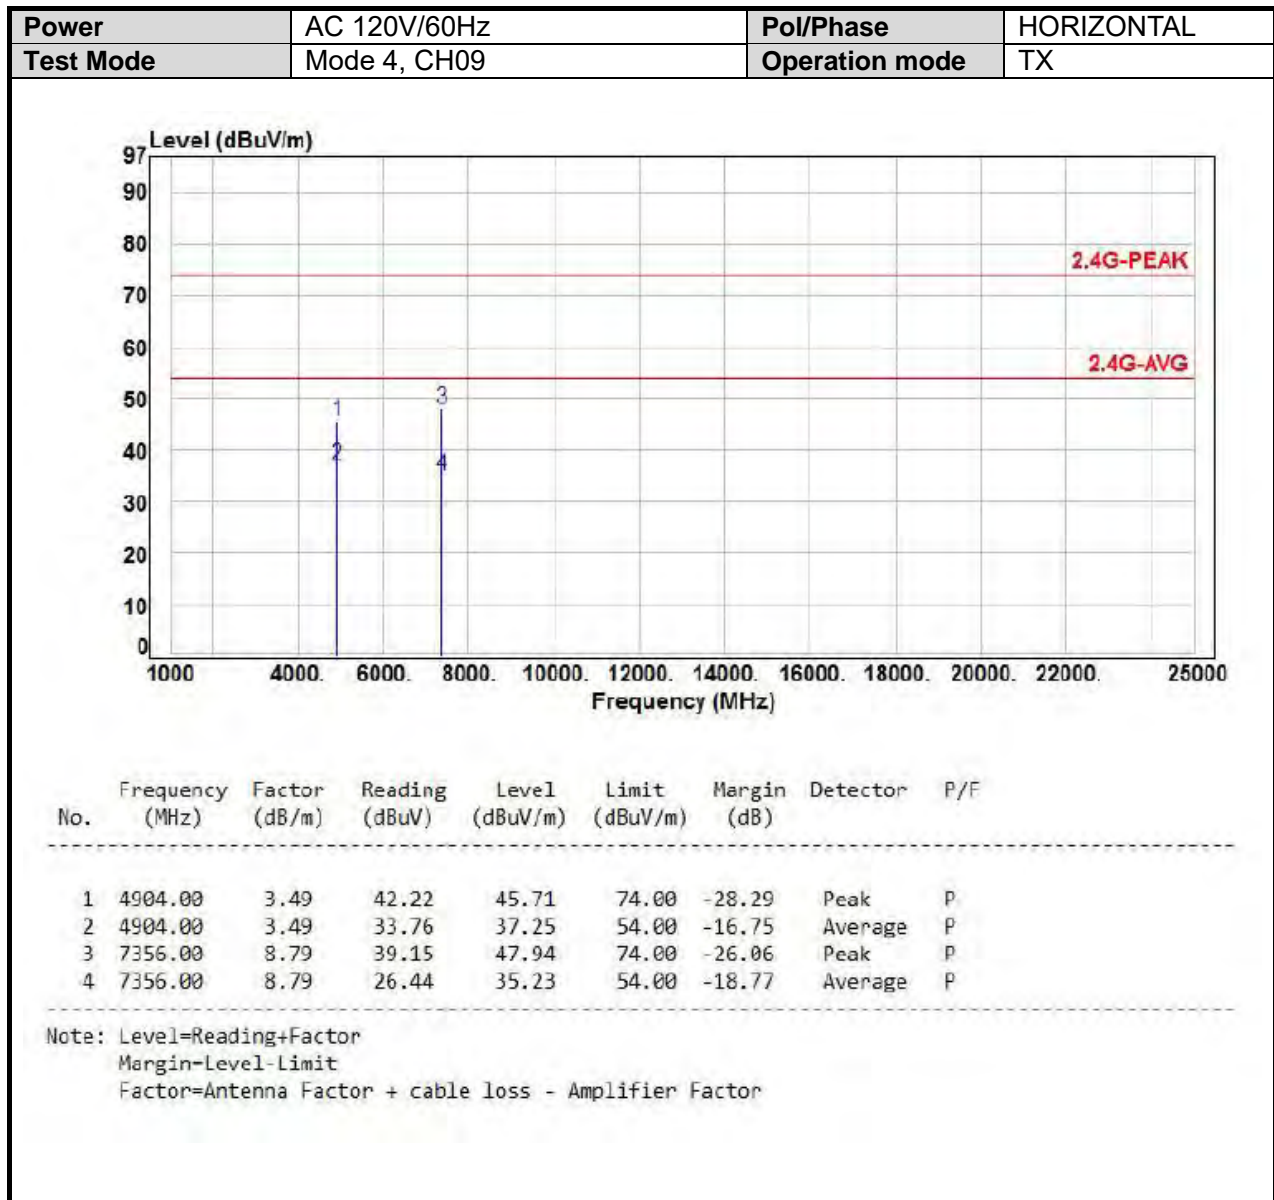 Power AC 120V/60Hz Pol/Phase HORIZONTAL
Test Mode Mode 4, CH09 Operation mode TX
Level (dBuV/m)
97
90
80
2.4G-PEAK
70
60
2.4G-AVG
50
3
1
40
2
4
30
20
10
0
1000 4000. 6000. 8000. 10000. 12000. 14000. 16000. 18000. 20000. 22000. 25000
Frequency (MHz)
Frequency Factor Reading Level Limit Margin Detector P/F
No. (MHz) (dB/m) (dBuV) (dBuV/m) (dBuV/m) (dB)
1 4904.00 3.49 42.22 45.71 74.00 -28.29 Peak P
2 4904.00 3.49 33.76 37.25 54.00 -16.75 Average P
3 7356.00 8.79 39.15 47.94 74.00 -26.06 Peak P
4 7356.00 8.79 26.44 35.23 54.00 -18.77 Average P
Note: Level=Reading+Factor
Margin=Level-Limit
Factor=Antenna Factor + cable loss - Amplifier Factor